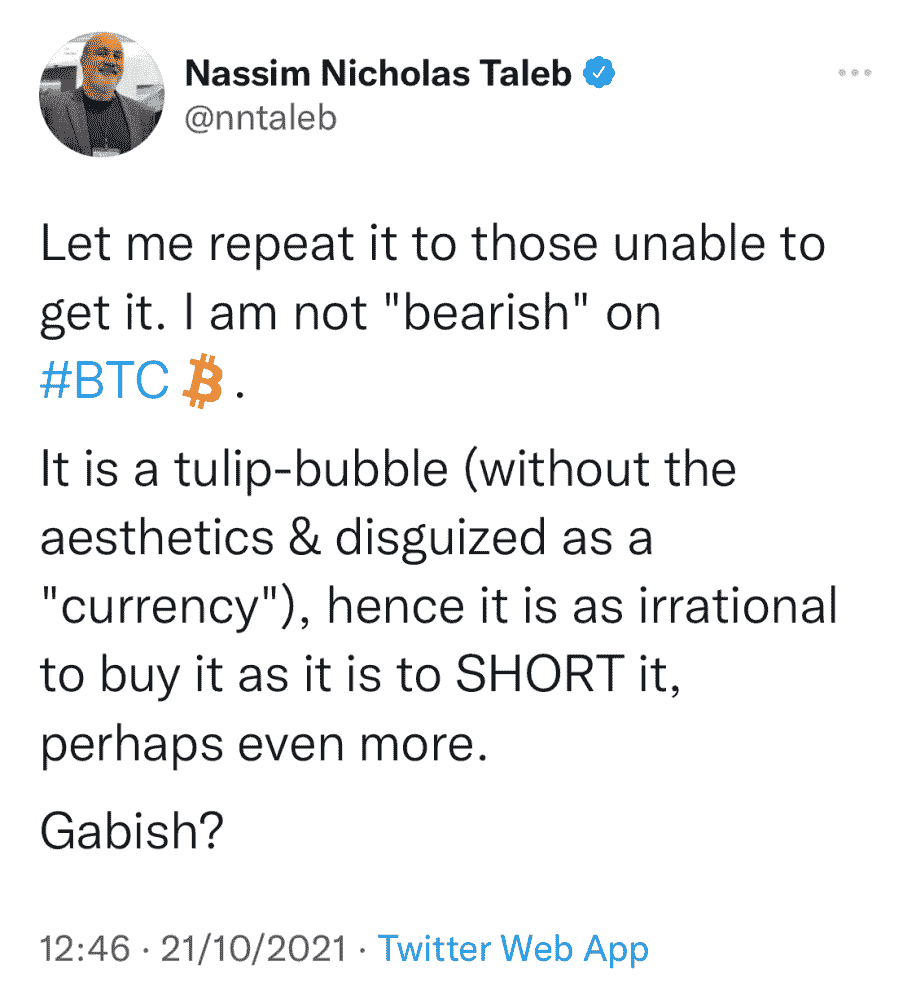 Nassim Nicholas Taleb
@nntaleb
Let me repeat it to those unable to
get it. I am not "bearish" on
#BTC ₿.
It is a tulip-bubble (without the
aesthetics & disguized as a
"currency"), hence it is as irrational
to buy it as it is to SHORT it,
perhaps even more.
Gabish?
12:46 · 21/10/2021 · Twitter Web App